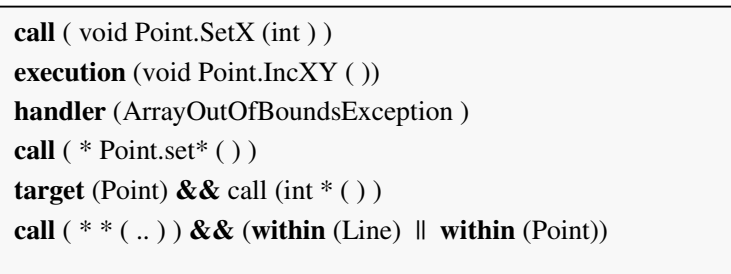 call ( void Point.SetX (int ) )
execution (void Point.IncXY ( ))
handler (ArrayOutOfBoundsException )
call ( * Point.set* ( ) )
target (Point) && call (int * ( ) )
call ( * * ( .. ) ) && (within (Line) || within (Point))